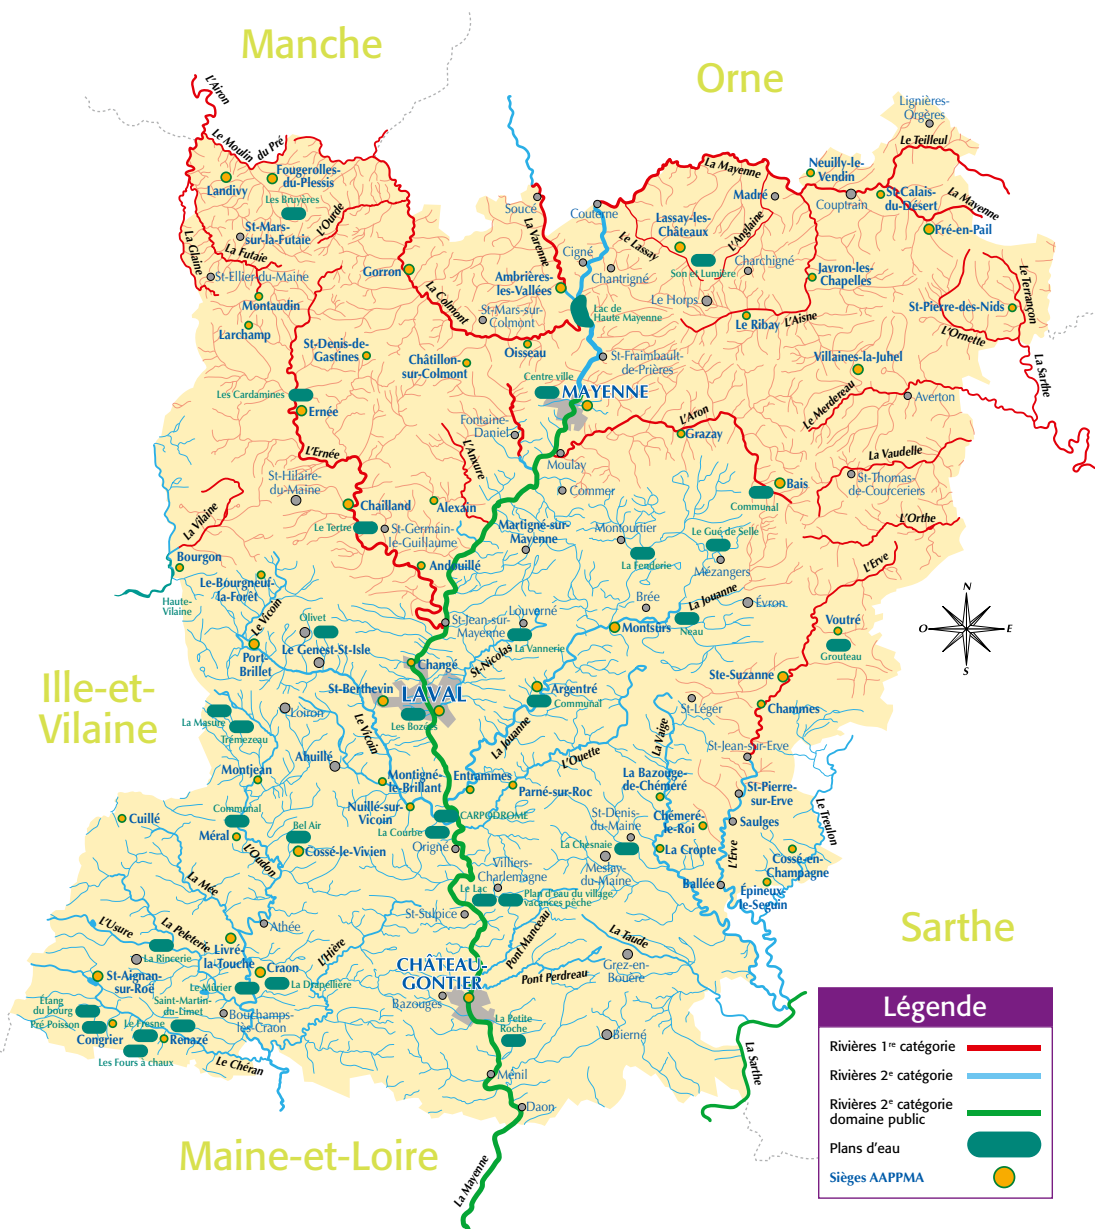 Manche
Orne
L'Airon
Le Moulin du Pré
Landivy
Fougerolles-
du-Plessis
Les Bruyères
L'Ourde
St-Mars-
sur-la-Futaie
La Futaie
La Glaine
St-Ellier-du-Maine
Montaudin
Larchamp
Gorron
La Colmont
St-Mars-sur-
Colmont
St-Denis-de-
Gastines
Châtillon-
sur-Colmont
Oisseau
Les Cardamines
Ernée
L'Ernée
Soucé
La Varenne
Couterne
Cigné
Chantrigné
Ambrières-
les-Vallées
Lac de
Haute Mayenne
St-Fraimbault-
de-Prières
Centre ville
MAYENNE
Lignières-
Orgères
Le Teilleul
La Mayenne
Neuilly-le-
Vendin
Madré
Couptrain
St-Calais-
du-Désert
La Mayenne
Pré-en-Pail
Lassay-les-
Châteaux
Le Lassay
L'Anglaine
Son et Lumière
Charchigné
Javron-les-
Chapelles
Le Horps
Le Ribay
L'Aisne
St-Pierre-des-Nids
Le Terrançon
L'Ornette
La Sarthe
Villaines-la-Juhel
Le Merdereau
Averton
La Vaudelle
St-Thomas-
de-Courceriers
L'Orthe
L'Aron
Grazay
Bais
Communal
Fontaine-
Daniel
Moulay
Commer
L'Anxure
St-Hilaire-
du-Maine
Chailland
Alexain
Le Tertre
St-Germain-
le-Guillaume
Martigné-sur-
Mayenne
Montourtier
La Fenderie
Le Gué de Selle
Mézangers
La Vilaine
Bourgon
Haute-
Vilaine
Le-Bourgneuf-
la-Forêt
Le Vicoin
Andouillé
L'Erve
Louverné
St-Jean-sur-
Mayenne
La Vannerie
St-Nicolas
Brée
La Jouanne
Évron
Montsûrs
Neau
Voutré
Grouteau
N
O
E
S
Olivet
Port-
Brillet
Le Genest-St-Isle
Changé
St-Berthevin
LAVAL
Les Bozées
Argentré
Communal
Ste-Suzanne
Chammes
St-Léger
Ille-et-
Vilaine
La Masure
Trémezeau
Loiron
Le Vicoin
Ahuillé
La Jouanne
L'Ouette
La Vaige
St-Jean-sur-Erve
Montjean
Montigné-
le-Brillant
Entrammes
Parné-sur-Roc
La Bazouge-
de-Chéméré
St-Pierre-
sur-Erve
Le Treulon
Cuillé
Communal
Méral
Bel Air
Cossé-le-Vivien
Nuillé-sur-
Vicoin
CARPODROME
La Courbe
Origné
St-Denis-
du-Maine
Chéméré-
le-Roi
Saulges
La Chesnaie
Meslay-
du-Maine
La Cropte
L'Erve
Cossé-en-
Champagne
Ballée
Épineux-
le-Seguin
L'Oudon
La Mée
Villiers-
Charlemagne
Le Lac
Plan d'eau du village
vacances pêche
St-Sulpice
Sarthe
L'Usure
La Peleterie
Athée
La Rincerie
Livré-
la-Touche
L'Hière
Pont Manceau
La Taude
St-Aignan-
sur-Roë
Craon
Le Mûrier
La Drapellière
CHÂTEAU-
GONTIER
Pont Perdreau
Grez-en-
Bouère
Bazouges
Étang
du bourg
Pré Poisson
Saint-Martin-
du-Limet
Bouchamps-
lès-Craon
Congrier
Le Fresne
Renazé
Les Fours à chaux
Le Chéran
La Petite
Roche
Bierné
Ménil
Daon
La Sarthe
Maine-et-Loire
La Mayenne
Légende
Rivières 1re catégorie
Rivières 2e catégorie
Rivières 2e catégorie
domaine public
Plans d'eau
Sièges AAPPMA